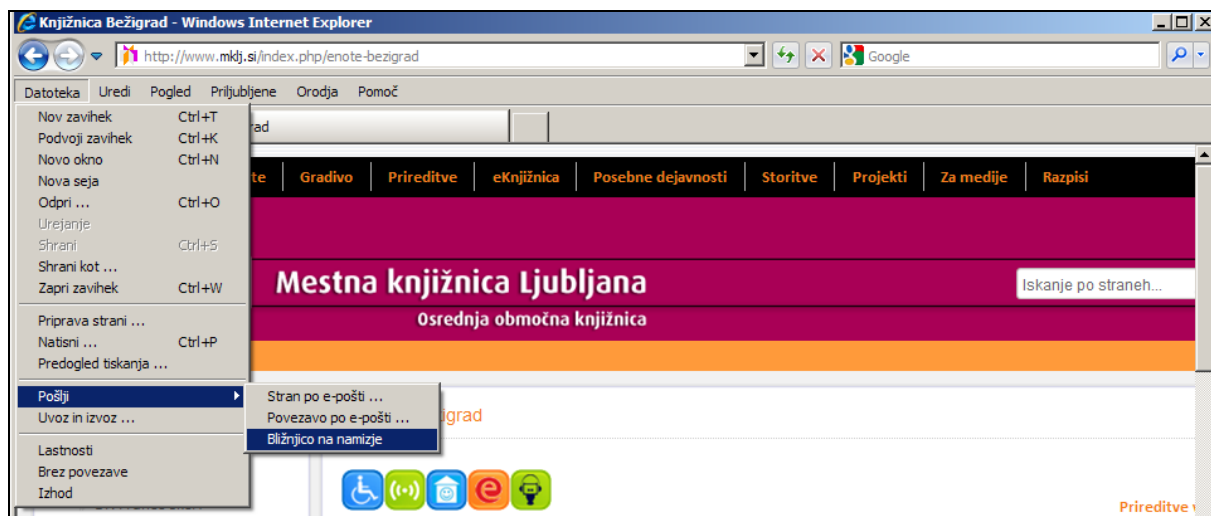 Knjižnica Bežigrad - Windows Internet Explorer
http://www.mklj.si/index.php/enote-bezigrad
Google
Datoteka Uredi Pogled Priljubljene Orodja Pomoč
Nov zavihek Ctrl+T
Podvoji zavihek Ctrl+K
Novo okno Ctrl+N
Nova seja
Odpri ... Ctrl+O
Urejanje
Shrani Ctrl+S
Shrani kot ...
Zapri zavihek Ctrl+W
Priprava strani ...
Natisni ... Ctrl+P
Predogled tiskanja ...
Pošlji
Uvoz in izvoz ...
Lastnosti
Brez povezave
Izhod
Stran po e-pošti ...
Povezavo po e-pošti ...
Bližnjico na namizje
rad
te Gradivo Prireditve eKnjižnica Posebne dejavnosti Storitve Projekti Za medije Razpisi
Mestna knjižnica Ljubljana
Iskanje po straneh...
Osrednja območna knjižnica
igrad
Prireditve v